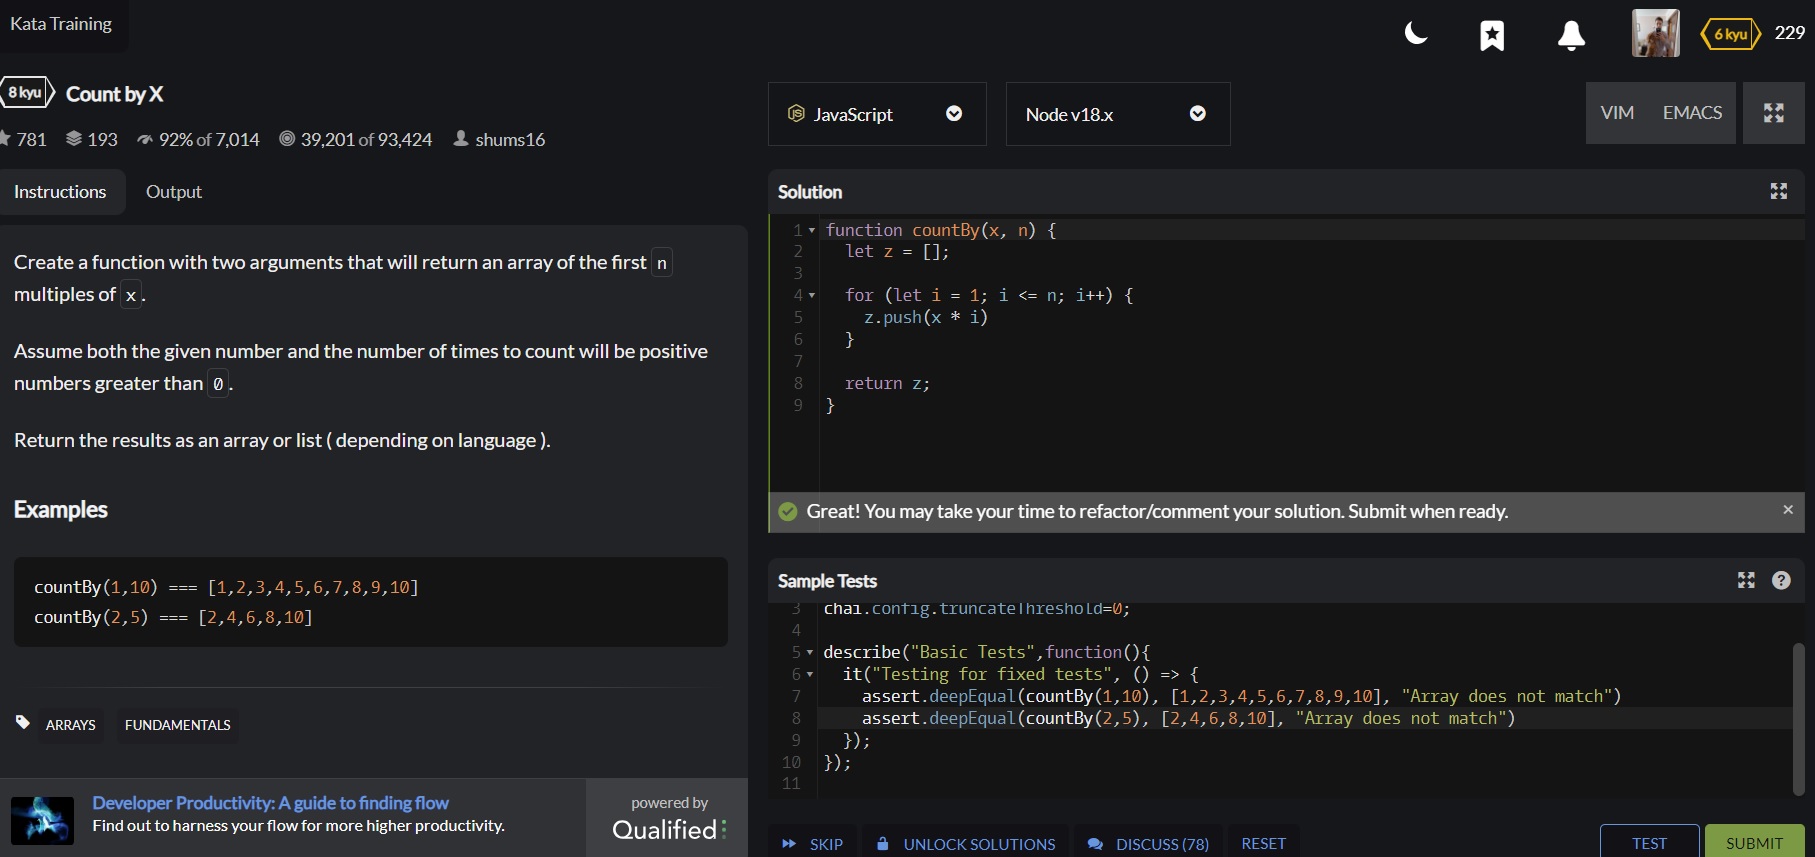 Kata Training
6 kyu
229
8 kyu
Count by X
781
193
92% of 7,014
39,201 of 93,424
shums16
Instructions
Output
Create a function with two arguments that will return an array of the first n
multiples of x.
Assume both the given number and the number of times to count will be positive
numbers greater than 0.
Return the results as an array or list ( depending on language ).
Examples
countBy(1,10) === [1,2,3,4,5,6,7,8,9,10]
countBy(2,5) === [2,4,6,8,10]
ARRAYS
FUNDAMENTALS
Developer Productivity: A guide to finding flow
Find out to harness your flow for more higher productivity.
powered by
Qualified
JS JavaScript
Node v18.x
VIM
EMACS
Solution
1 function countBy(x, n) {
2   let z = [];
3
4   for (let i = 1; i <= n; i++) {
5     z.push(x * i)
6   }
7
8   return z;
9 }
Great! You may take your time to refactor/comment your solution. Submit when ready.
×
Sample Tests
?
3 chai.config.truncateThreshold=0;
4
5 describe("Basic Tests",function(){
6   it("Testing for fixed tests", () => {
7     assert.deepEqual(countBy(1,10), [1,2,3,4,5,6,7,8,9,10], "Array does not match")
8     assert.deepEqual(countBy(2,5), [2,4,6,8,10], "Array does not match")
9   });
10 });
11
SKIP
UNLOCK SOLUTIONS
DISCUSS (78)
RESET
TEST
SUBMIT